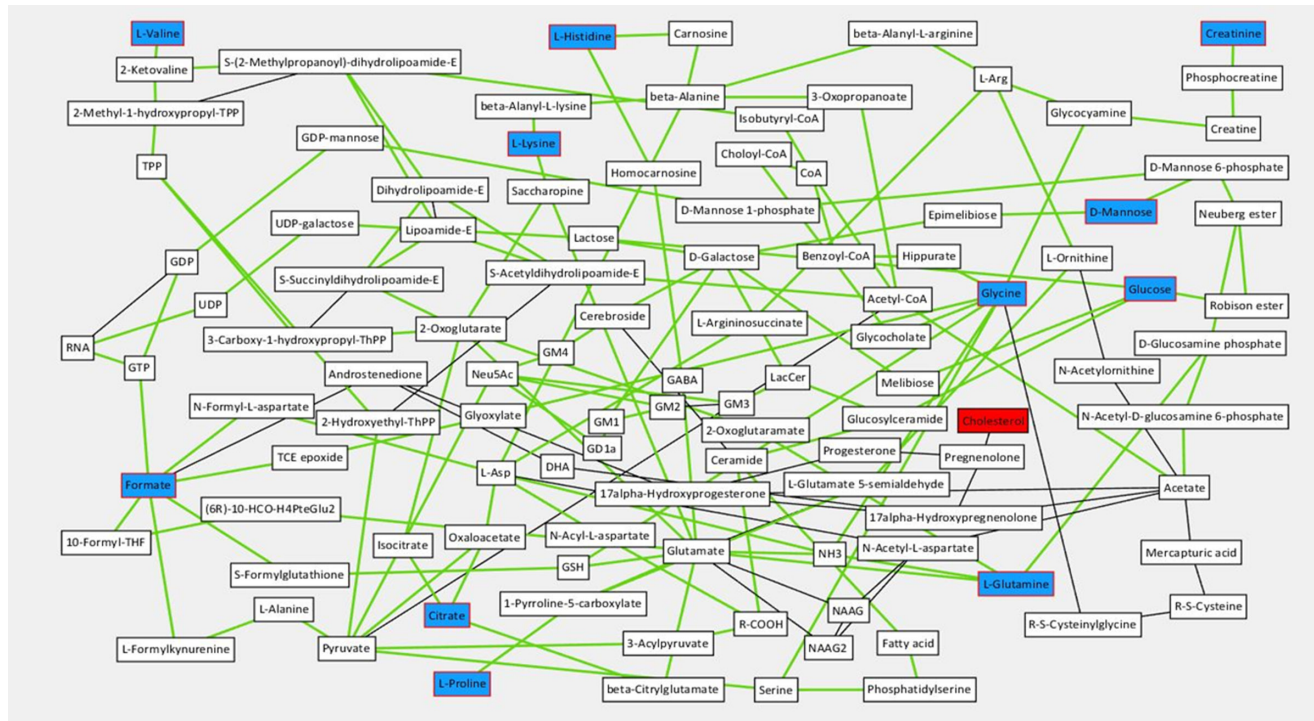 L-Valine
L-Histidine
Carnosine
beta-Alanyl-L-arginine
Creatinine
2-Ketovaline
S-(2-Methylpropanoyl)-dihydrolipoamide-E
L-Arg
Phosphocreatine
2-Methyl-1-hydroxypropyl-TPP
beta-Alanyl-L-lysine
beta-Alanine
3-Oxopropanoate
Isobutyryl-CoA
Glycocyamine
Creatine
GDP-mannose
L-Lysine
Choloyl-CoA
TPP
Homocarnosine
CoA
D-Mannose 6-phosphate
Dihydrolipoamide-E
Saccharopine
D-Mannose 1-phosphate
Epimelibiose
D-Mannose
Neuberg ester
UDP-galactose
Lipoamide-E
Lactose
D-Galactose
Benzoyl-CoA
Hippurate
L-Ornithine
GDP
S-Succinyldihydrolipoamide-E
S-Acetyldihydrolipoamide-E
Acetyl-CoA
Glycine
Glucose
UDP
Robison ester
Cerebroside
L-Argininosuccinate
Glycocholate
3-Carboxy-1-hydroxypropyl-ThPP
2-Oxoglutarate
RNA
GM4
D-Glucosamine phosphate
GTP
Androstenedione
Neu5Ac
GABA
LacCer
Melibiose
N-Acetylornithine
N-Formyl-L-aspartate
2-Hydroxyethyl-ThPP
Glyoxylate
GM2
GM3
GM1
2-Oxoglutaramate
Glucosylceramide
Cholesterol
N-Acetyl-D-glucosamine 6-phosphate
TCE epoxide
GD1a
Ceramide
Progesterone
Pregnenolone
Formate
L-Asp
DHA
L-Glutamate 5-semialdehyde
Acetate
17alpha-Hydroxyprogesterone
(6R)-10-HCO-H4PteGlu2
17alpha-Hydroxypregnenolone
10-Formyl-THF
Isocitrate
Oxaloacetate
N-Acyl-L-aspartate
Glutamate
NH3
N-Acetyl-L-aspartate
Mercapturic acid
S-Formylglutathione
GSH
L-Glutamine
L-Alanine
Citrate
1-Pyrroline-5-carboxylate
NAAG
R-S-Cysteine
R-COOH
R-S-Cysteinylglycine
L-Formylkynurenine
Pyruvate
3-Acylpyruvate
NAAG2
Fatty acid
L-Proline
beta-Citrylglutamate
Serine
Phosphatidylserine